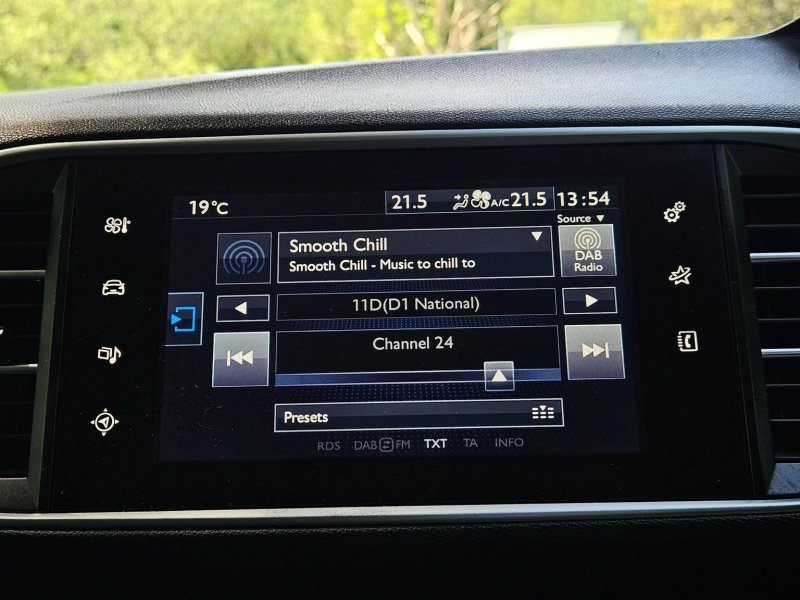 19°C
21.5 A/C 21.5 13:54
Source ▼
Smooth Chill
Smooth Chill - Music to chill to
DAB
Radio
11D(D1 National)
Channel 24
Presets
RDS DAB FM TXT TA INFO